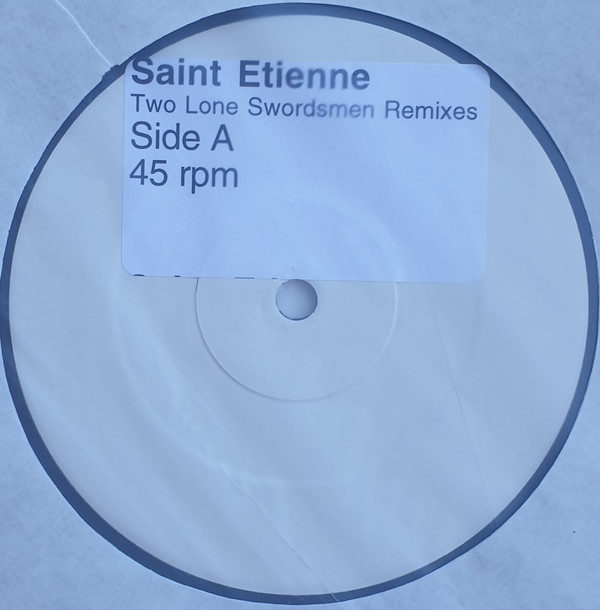 Saint Etienne
Two Lone Swordsmen Remixes
Side A
45 rpm